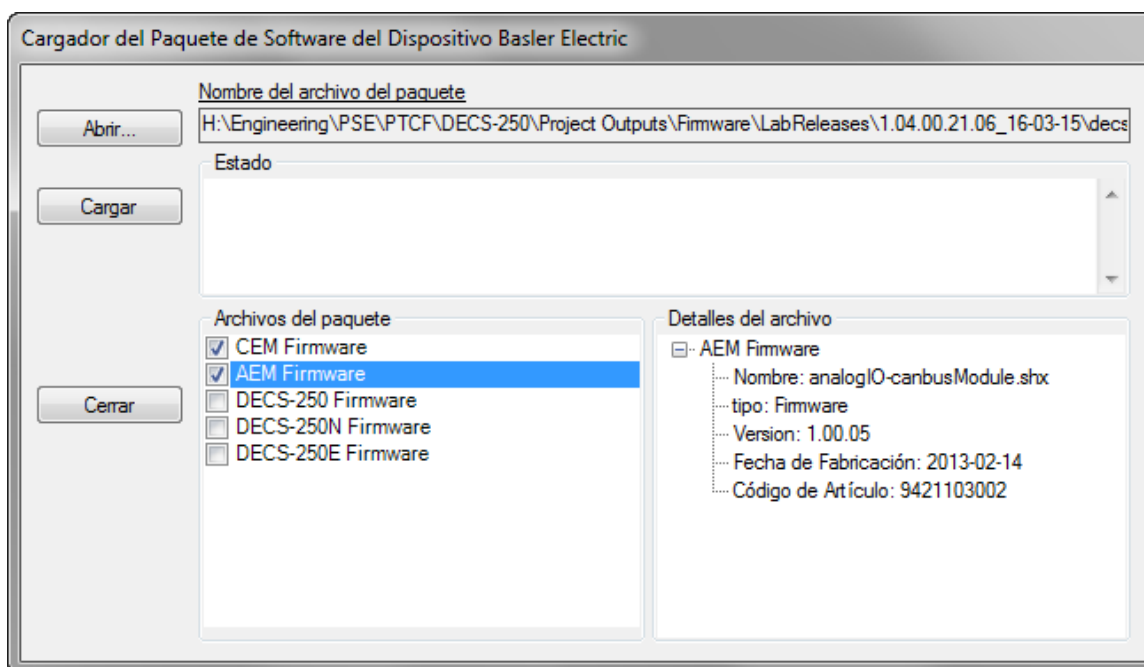 Cargador del Paquete de Software del Dispositivo Basler Electric
Nombre del archivo del paquete
Abrir...
H:\Engineering\PSE\PTCF\DECS-250\Project Outputs\Firmware\LabReleases\1.04.00.21.06_16-03-15\decs
Estado
Cargar
Archivos del paquete
CEM Firmware
AEM Firmware
DECS-250 Firmware
DECS-250N Firmware
DECS-250E Firmware
Detalles del archivo
AEM Firmware
Nombre: analogIO-canbusModule.shx
tipo: Firmware
Version: 1.00.05
Fecha de Fabricación: 2013-02-14
Código de Artículo: 9421103002
Cerrar